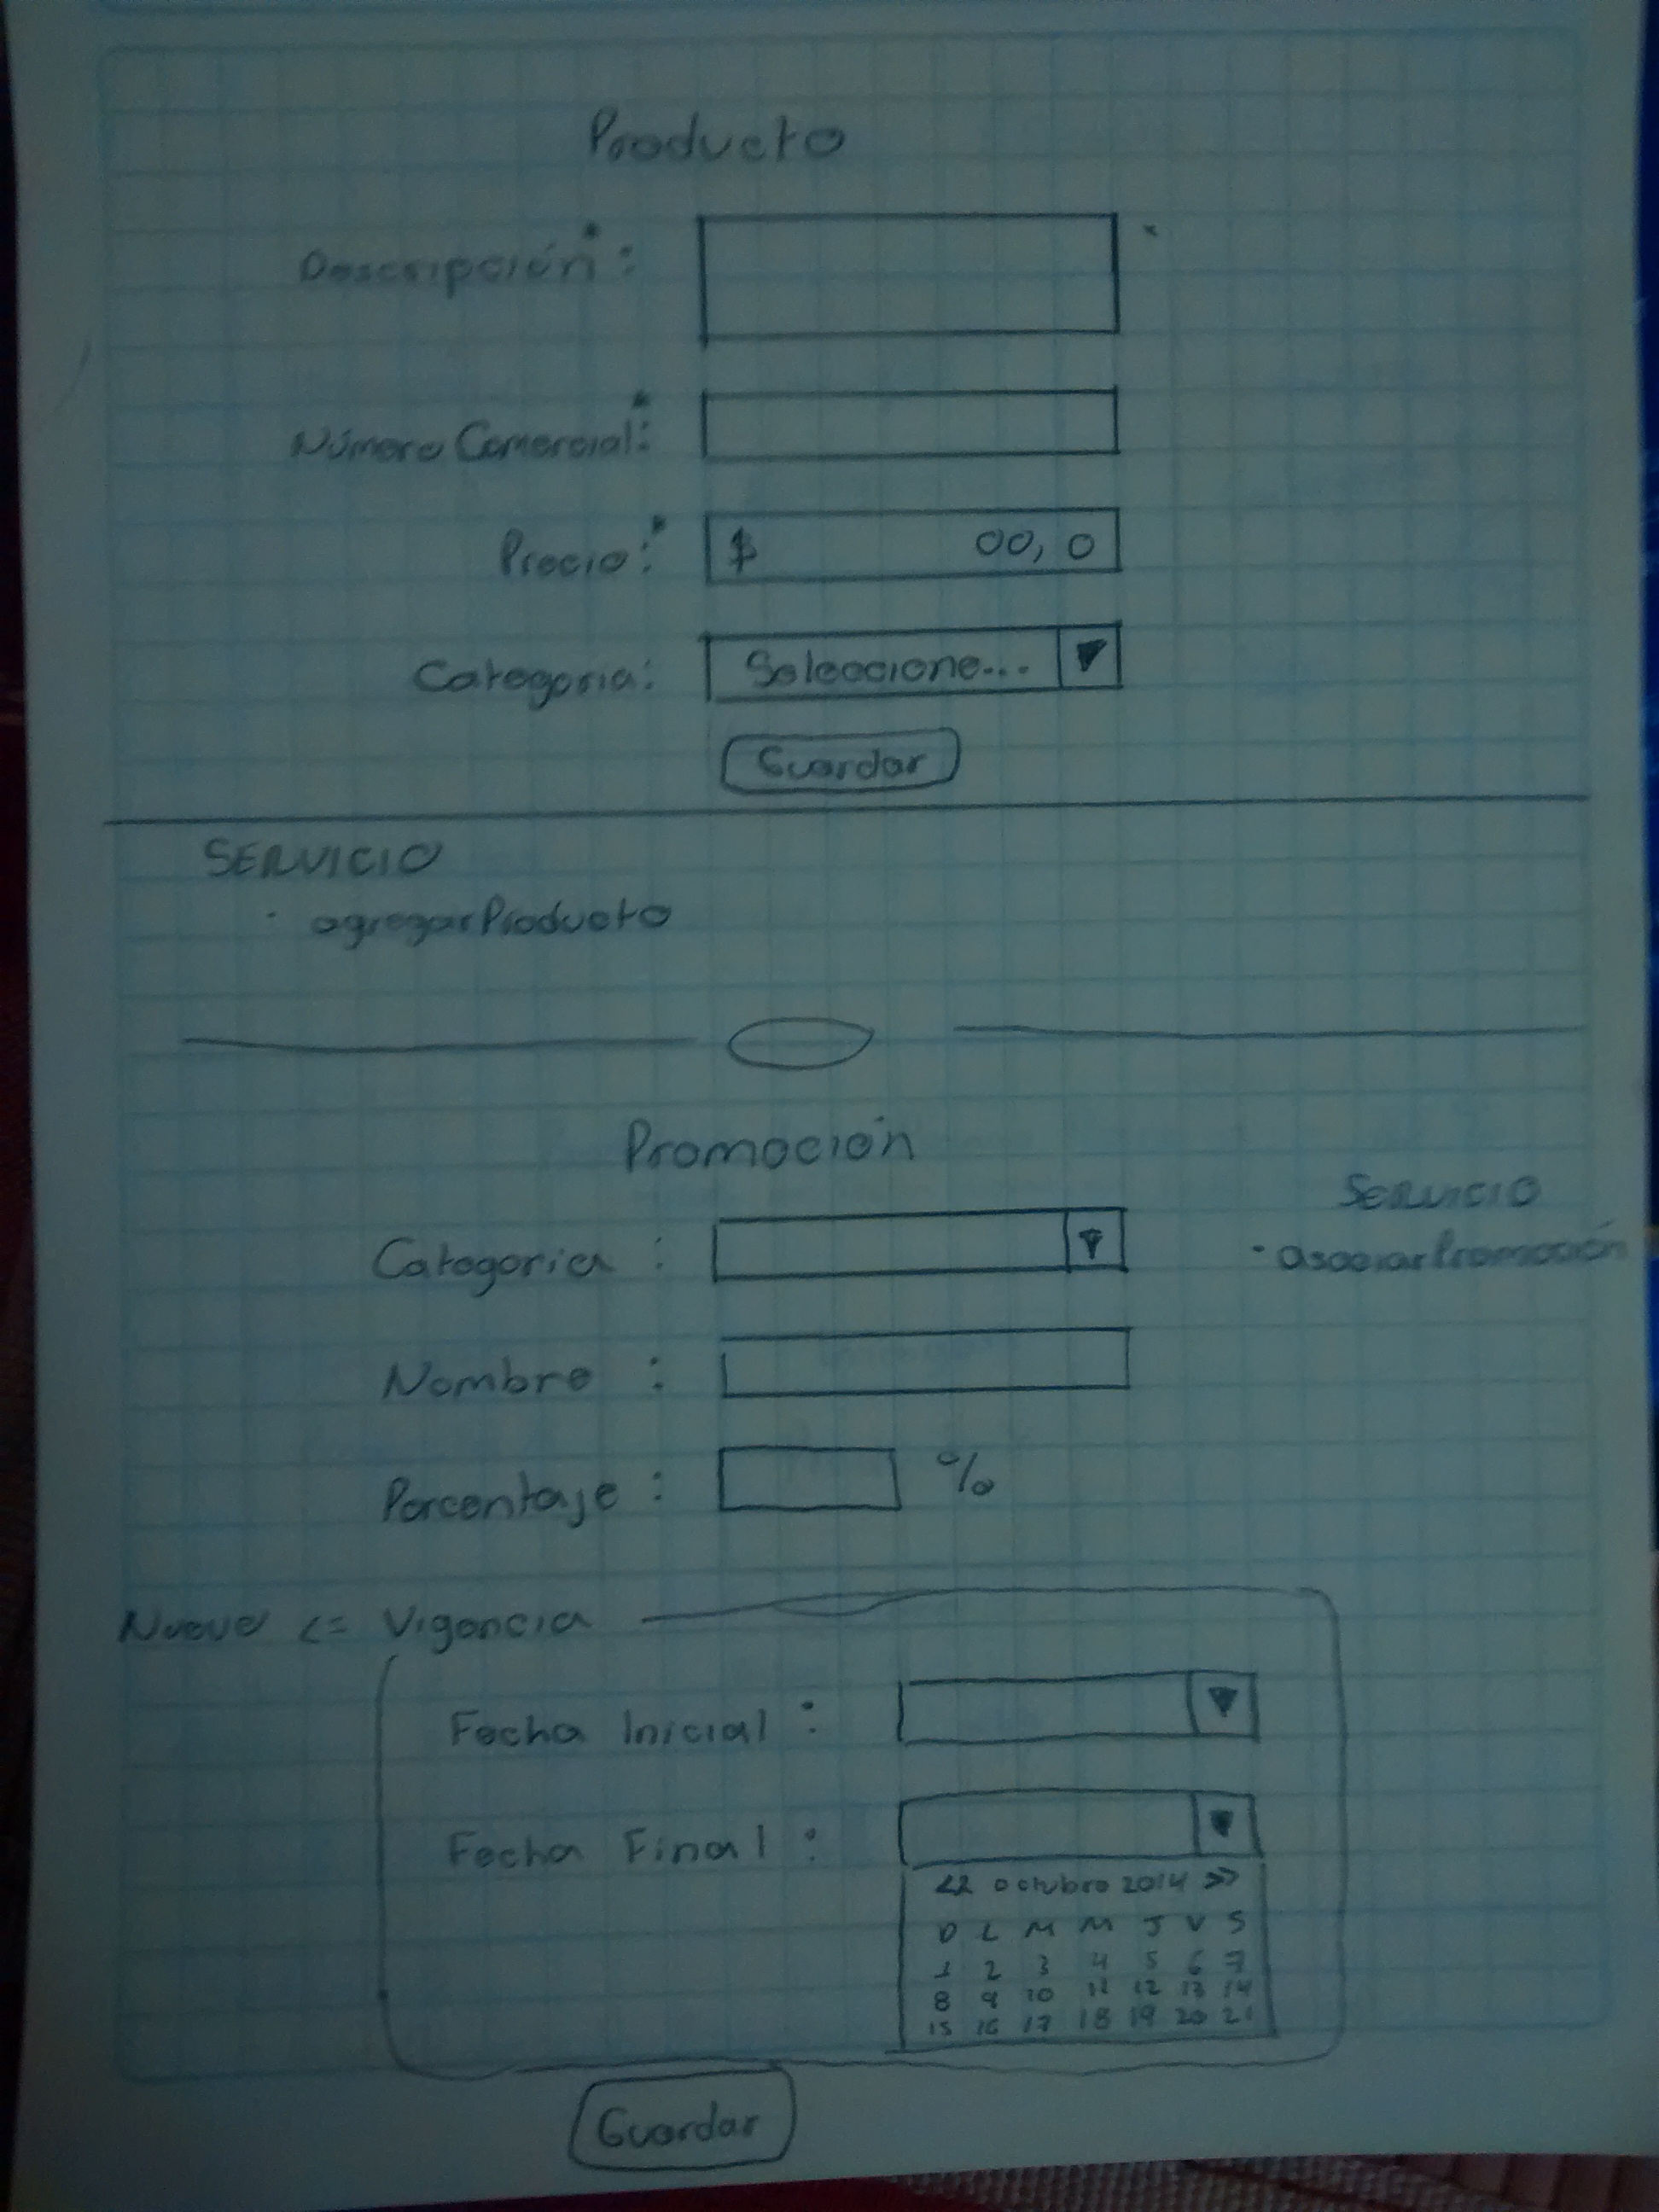 Producto
Descripción*:
Número Comercial*:
Precio:* $ 00,0
Categoria: Seleccione... ▼
Guardar
SERVICIO
· agregarProducto
Promoción
SERVICIO
Categoria : ▼
- asociarPromoción
Nombre :
Porcentaje : %
<= Vigencia
Fecha Inicial : ▼
Fecha Final : ▼
<< octubro 2014 >>
D L M M J V S
1 2 3 4 5 6 7
8 9 10 11 12 13 14
15 16 17 18 19 20 21
Guardar